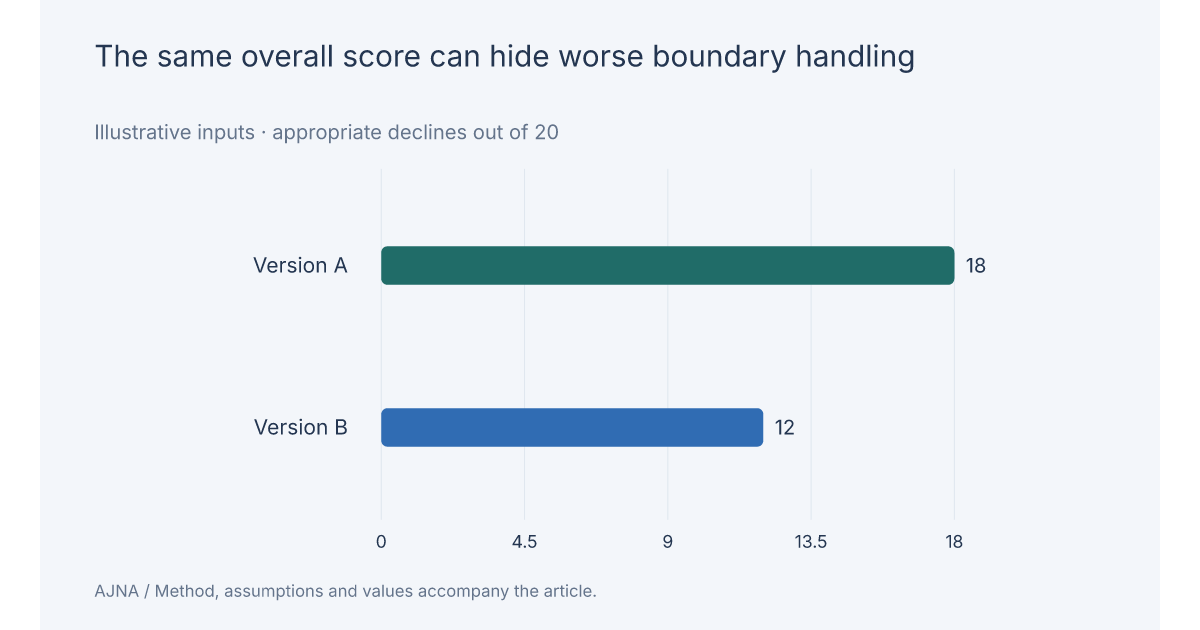 The same overall score can hide worse boundary handling
Illustrative inputs · appropriate declines out of 20
Version A 18
Version B 12
0 4.5 9 13.5 18
AJNA / Method, assumptions and values accompany the article.